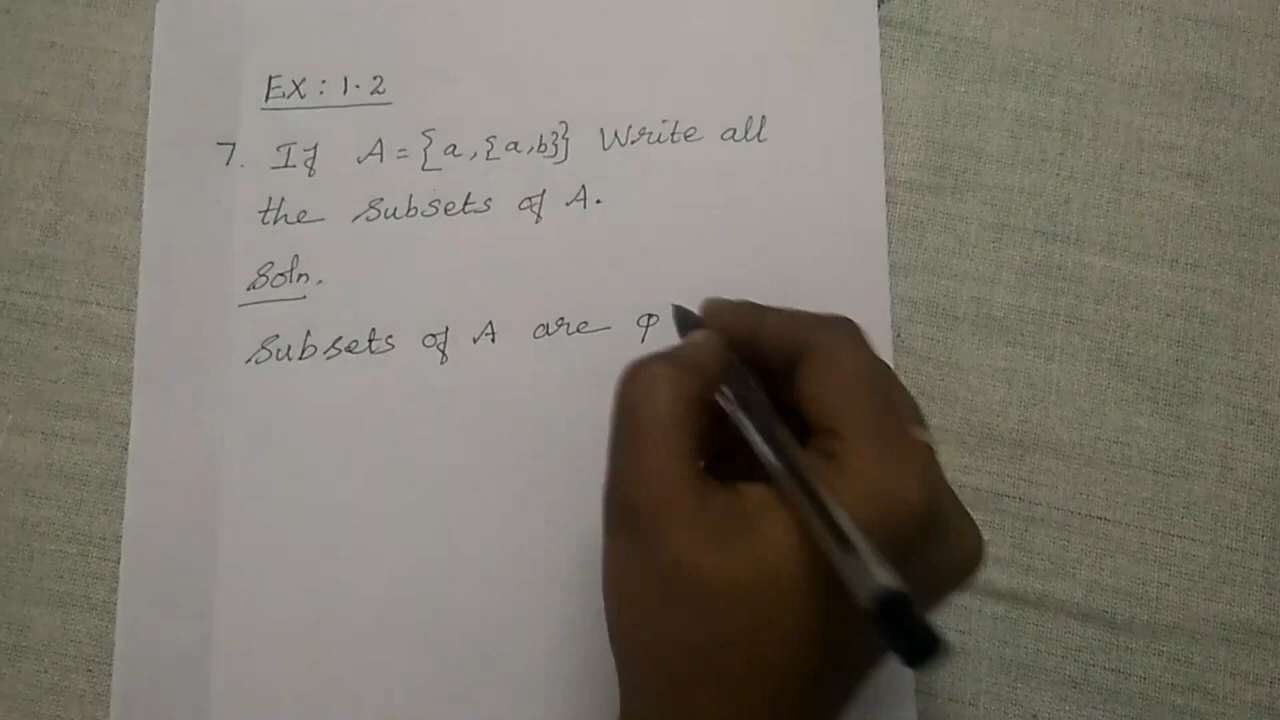 EX : 1.2
7. If A = {a, {a,b}} Write all
the subsets of A.
Soln.
Subsets of A are φ